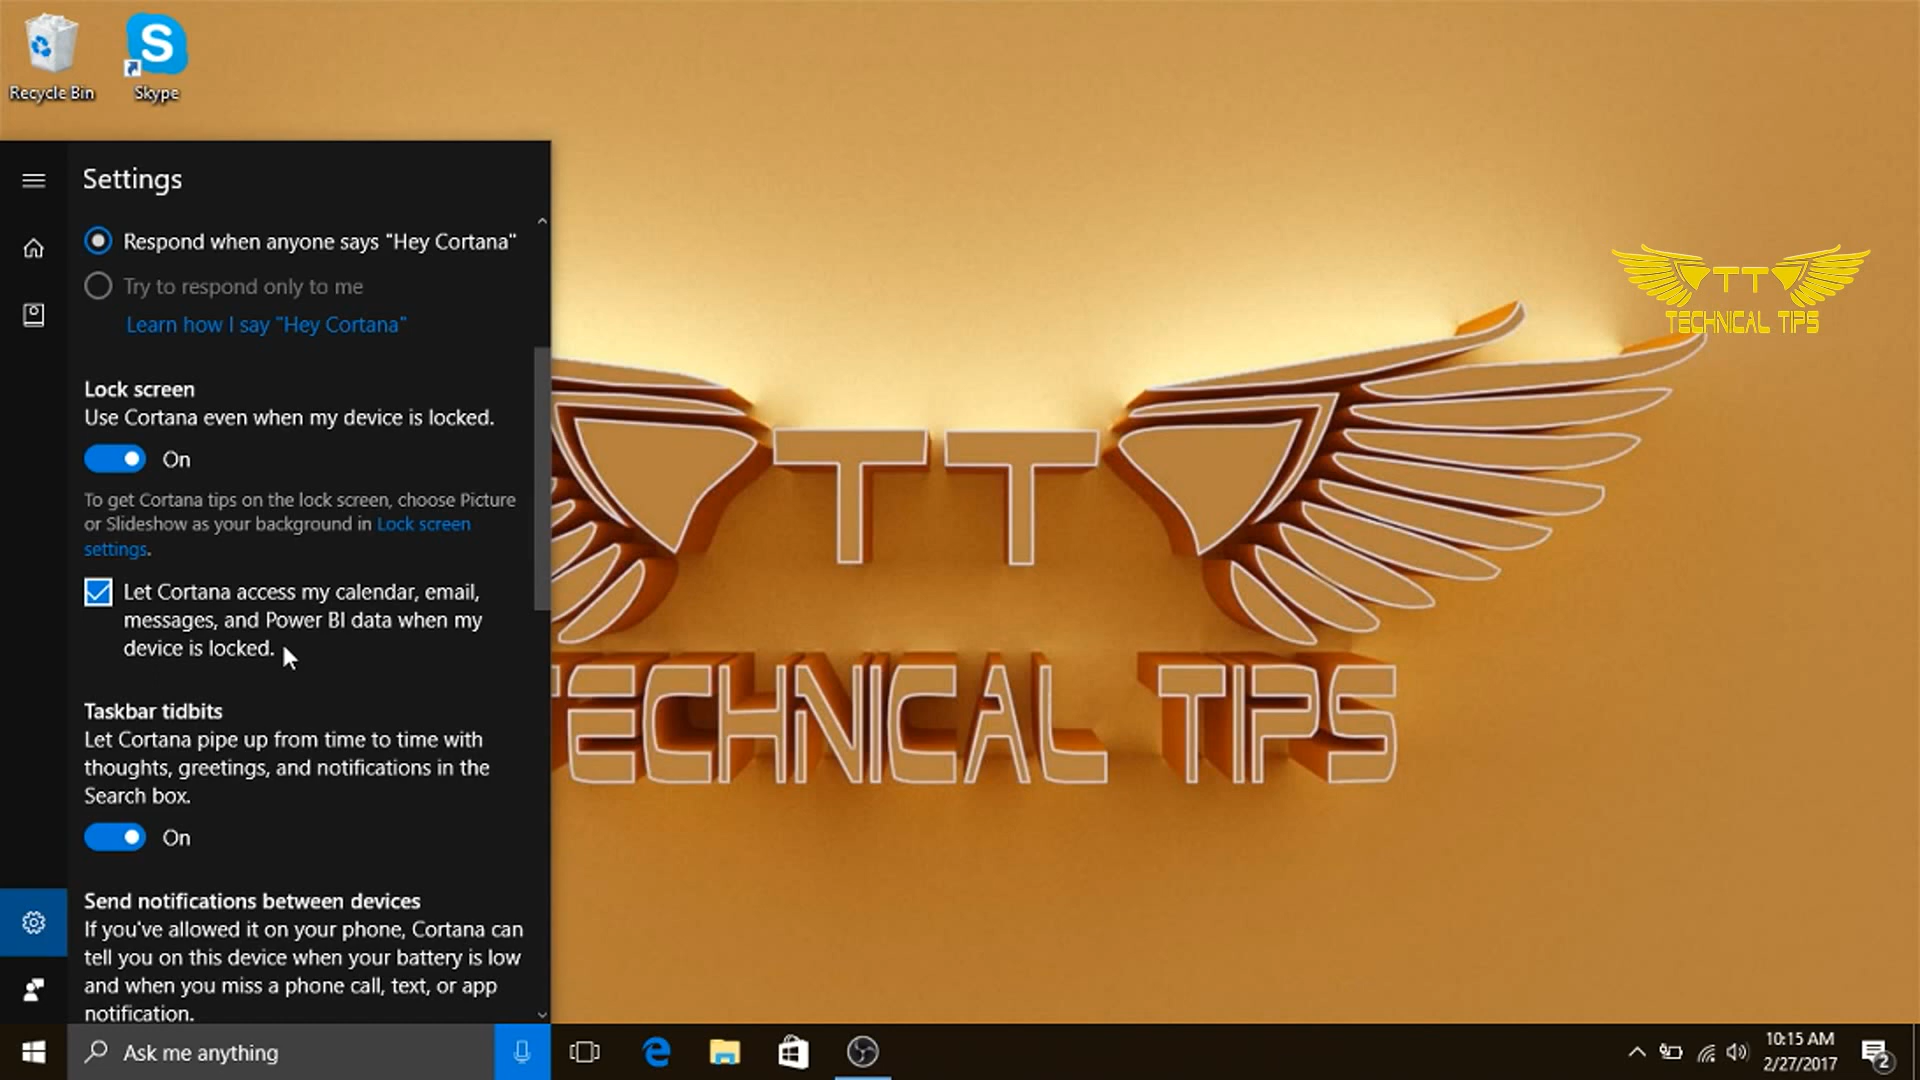 Recycle Bin
Skype
Settings
Respond when anyone says "Hey Cortana"
Try to respond only to me
Learn how I say "Hey Cortana"
Lock screen
Use Cortana even when my device is locked.
On
To get Cortana tips on the lock screen, choose Picture
or Slideshow as your background in Lock screen
settings.
Let Cortana access my calendar, email,
messages, and Power BI data when my
device is locked.
Taskbar tidbits
Let Cortana pipe up from time to time with
thoughts, greetings, and notifications in the
Search box.
On
Send notifications between devices
If you've allowed it on your phone, Cortana can
tell you on this device when your battery is low
and when you miss a phone call, text, or app
notification.
Ask me anything
TT
TECHNICAL TIPS
TT
TECHNICAL TIPS
10:15 AM
2/27/2017
2